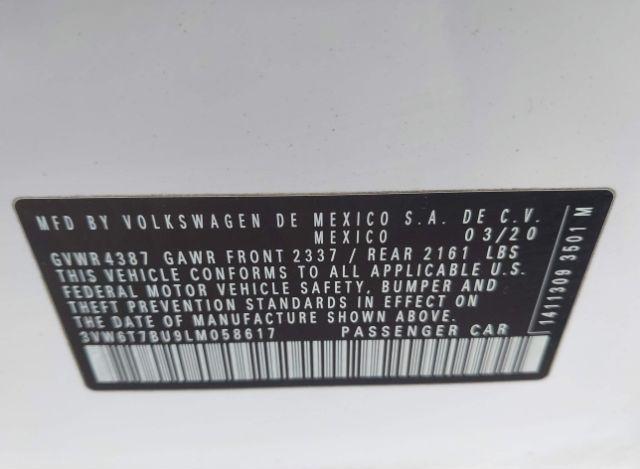 MFD BY VOLKSWAGEN DE MEXICO S.A. DE C.V.
MEXICO 03/20
GVWR 4387 GAWR FRONT 2337 / REAR 2161 LBS
THIS VEHICLE CONFORMS TO ALL APPLICABLE U.S.
FEDERAL MOTOR VEHICLE SAFETY, BUMPER AND
THEFT PREVENTION STANDARDS IN EFFECT ON
THE DATE OF MANUFACTURE SHOWN ABOVE.
3VW6T7BU9LM058617 PASSENGER CAR
1411309 3501 M